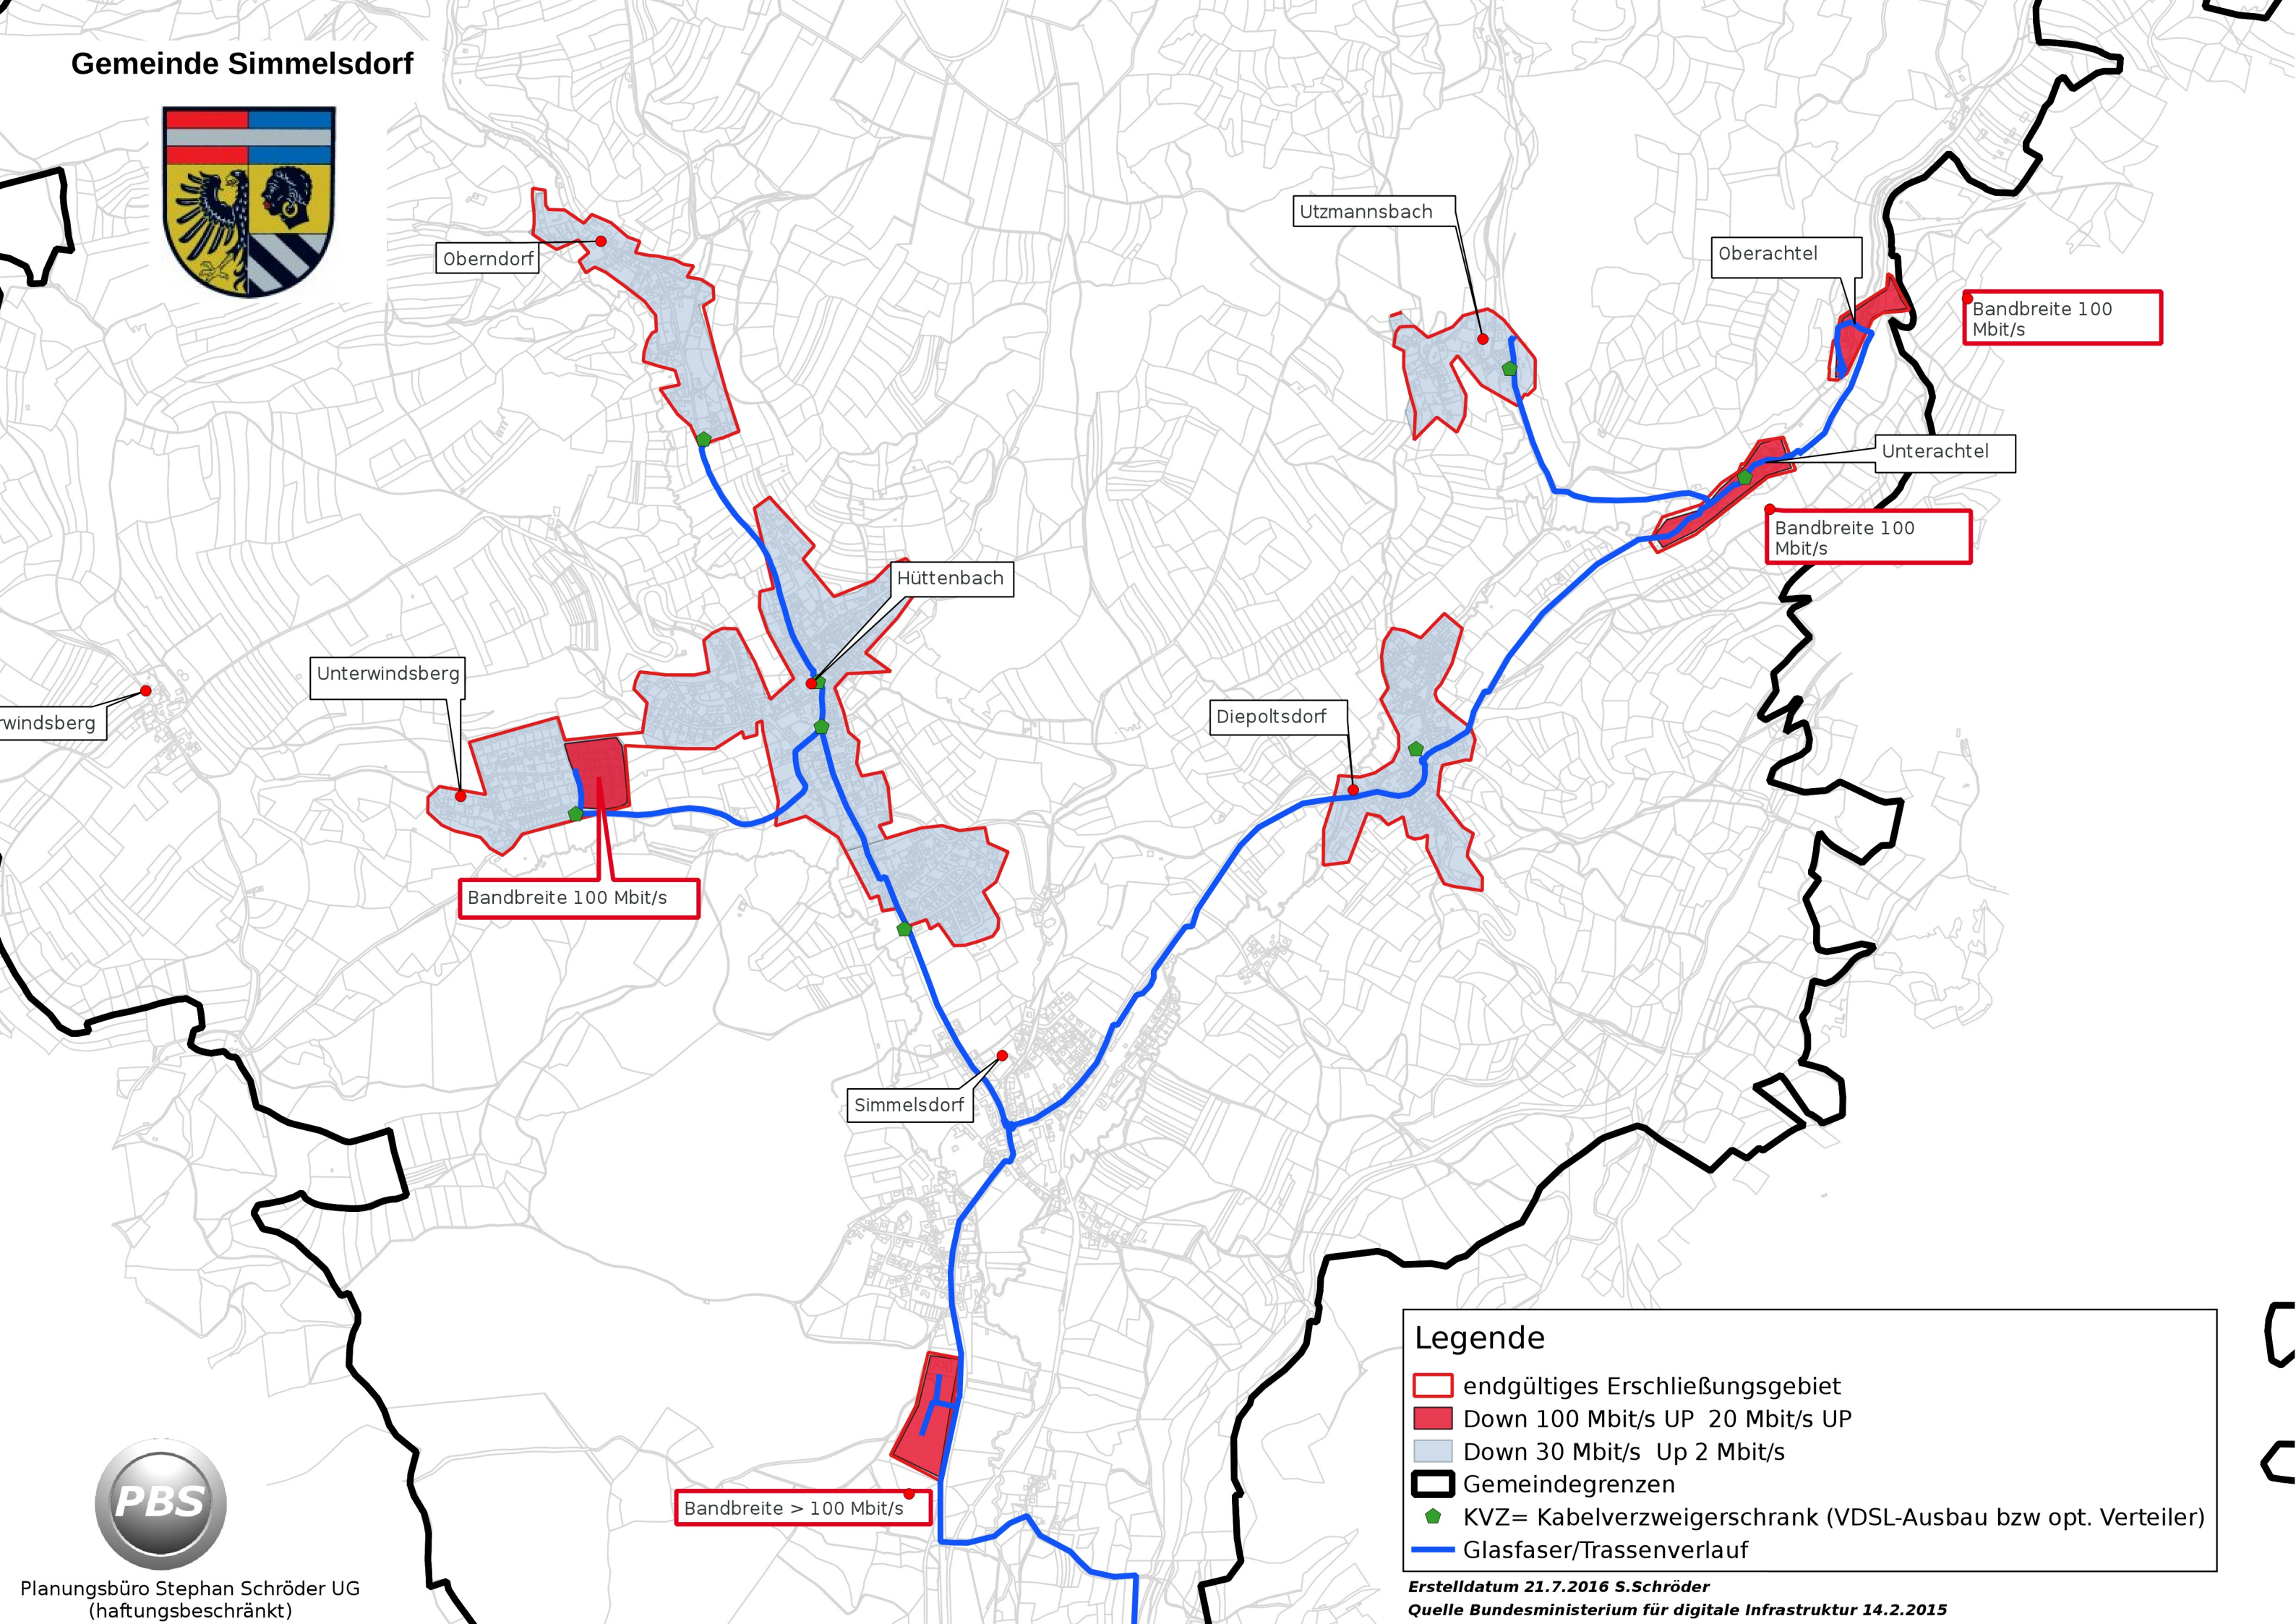 Gemeinde Simmelsdorf
Utzmannsbach
Oberachtel
Oberndorf
Bandbreite 100
Mbit/s
Unterachtel
Bandbreite 100
Mbit/s
Hüttenbach
Unterwindsberg
rwindsberg
Diepoltsdorf
Bandbreite 100 Mbit/s
Simmelsdorf
Bandbreite > 100 Mbit/s
Legende
endgültiges Erschließungsgebiet
Down 100 Mbit/s UP  20 Mbit/s UP
Down 30 Mbit/s  Up 2 Mbit/s
Gemeindegrenzen
KVZ= Kabelverzweigerschrank (VDSL-Ausbau bzw opt. Verteiler)
Glasfaser/Trassenverlauf
Erstelldatum 21.7.2016 S.Schröder
Quelle Bundesministerium für digitale Infrastruktur 14.2.2015
PBS
Planungsbüro Stephan Schröder UG
(haftungsbeschränkt)